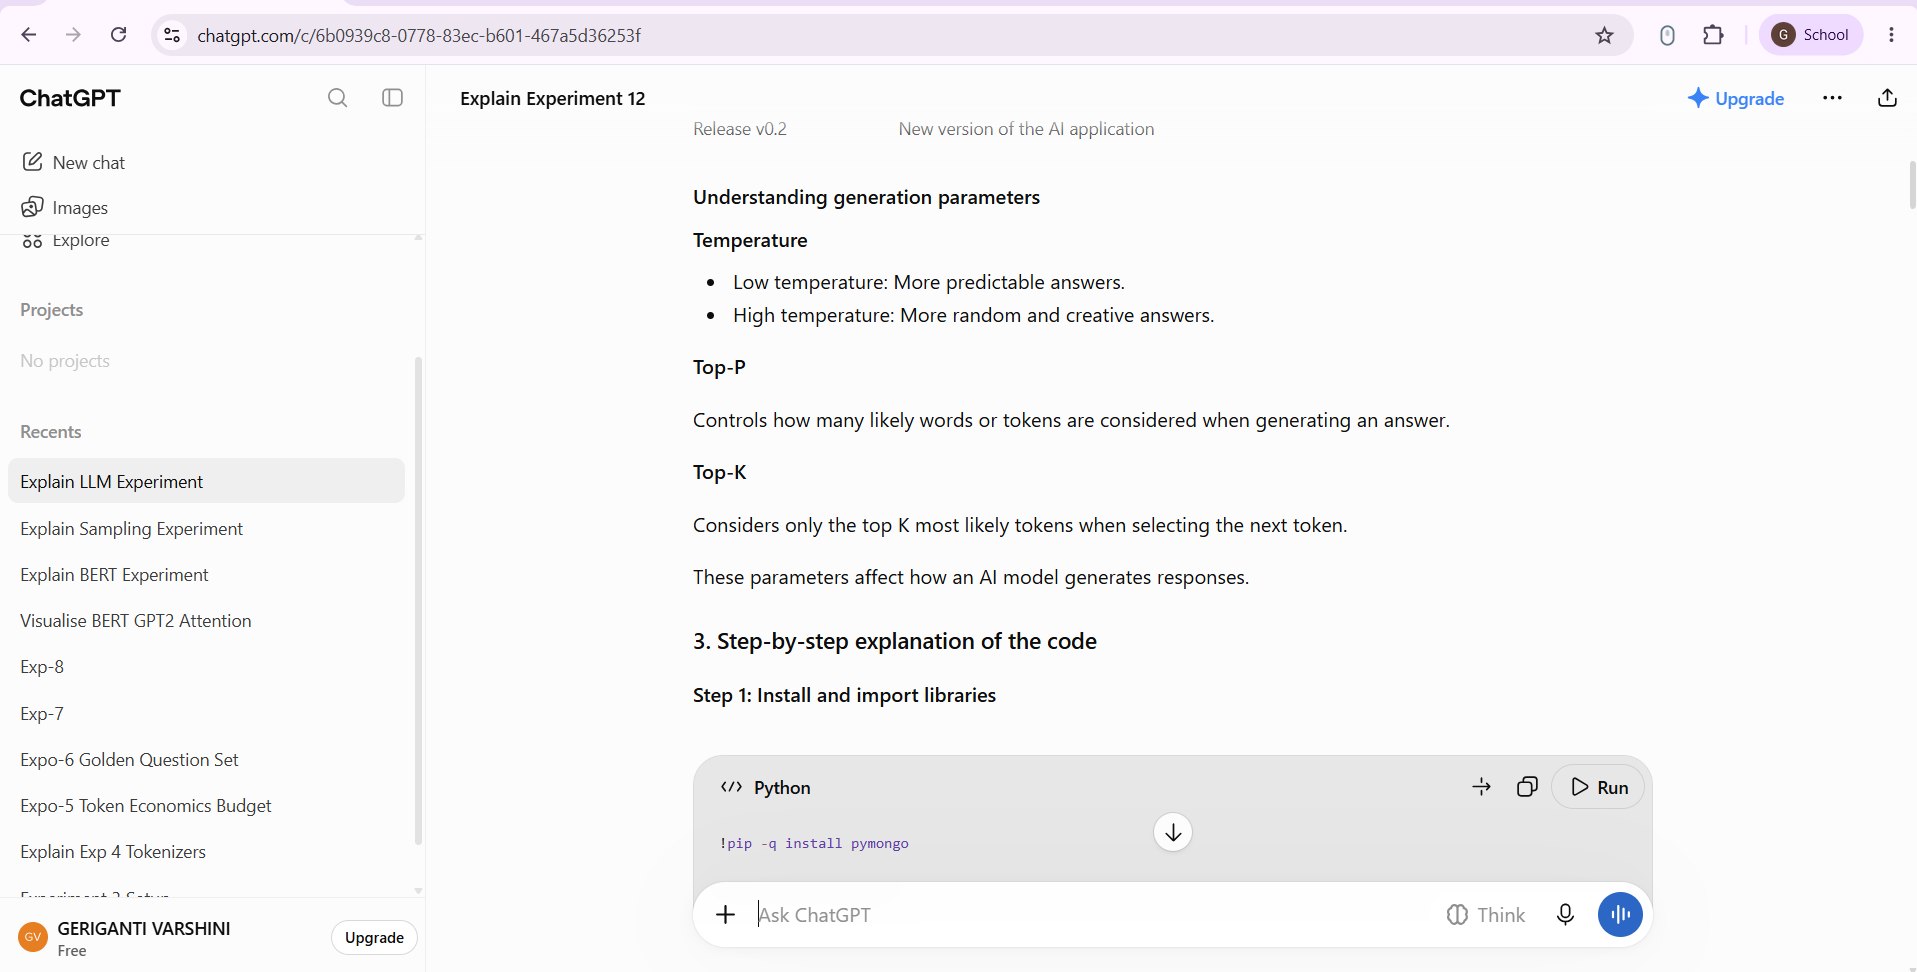 chatgpt.com/c/6b0939c8-0778-83ec-b601-467a5d36253f
G School
ChatGPT
New chat
Images
Explore
Projects
No projects
Recents
Explain LLM Experiment
Explain Sampling Experiment
Explain BERT Experiment
Visualise BERT GPT2 Attention
Exp-8
Exp-7
Expo-6 Golden Question Set
Expo-5 Token Economics Budget
Explain Exp 4 Tokenizers
GV GERIGANTI VARSHINI
Free
Upgrade
Explain Experiment 12
Upgrade
Release v0.2 New version of the AI application
Understanding generation parameters
Temperature
• Low temperature: More predictable answers.
• High temperature: More random and creative answers.
Top-P
Controls how many likely words or tokens are considered when generating an answer.
Top-K
Considers only the top K most likely tokens when selecting the next token.
These parameters affect how an AI model generates responses.
3. Step-by-step explanation of the code
Step 1: Install and import libraries
</> Python
Run
!pip -q install pymongo
Ask ChatGPT
Think